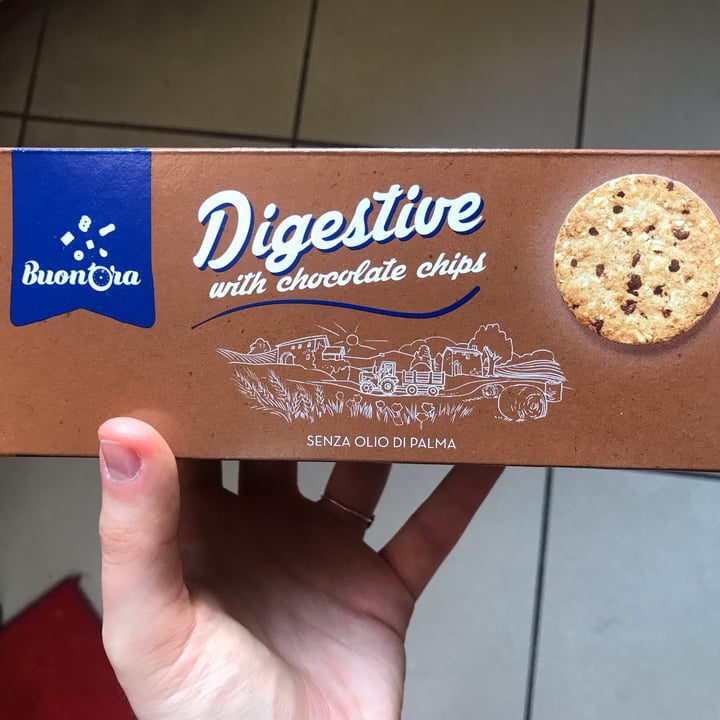 BuonOra
Digestive
with chocolate chips
SENZA OLIO DI PALMA